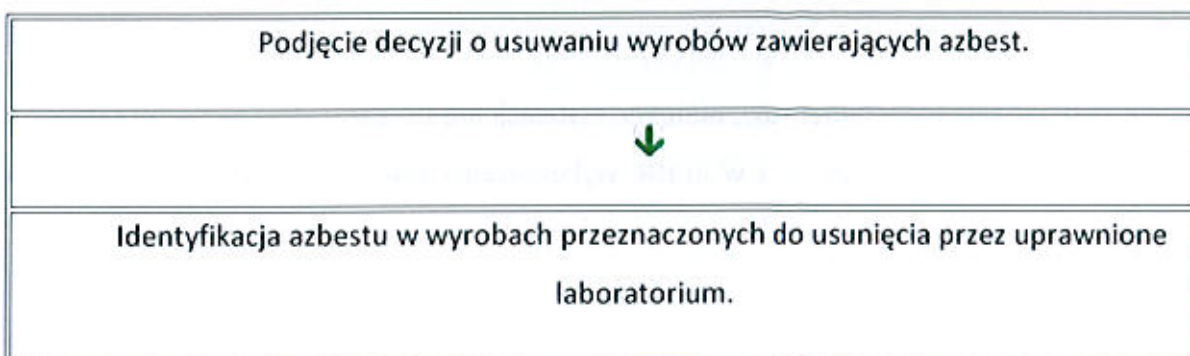 Podjęcie decyzji o usuwaniu wyrobów zawierających azbest.
Identyfikacja azbestu w wyrobach przeznaczonych do usunięcia przez uprawnione
laboratorium.